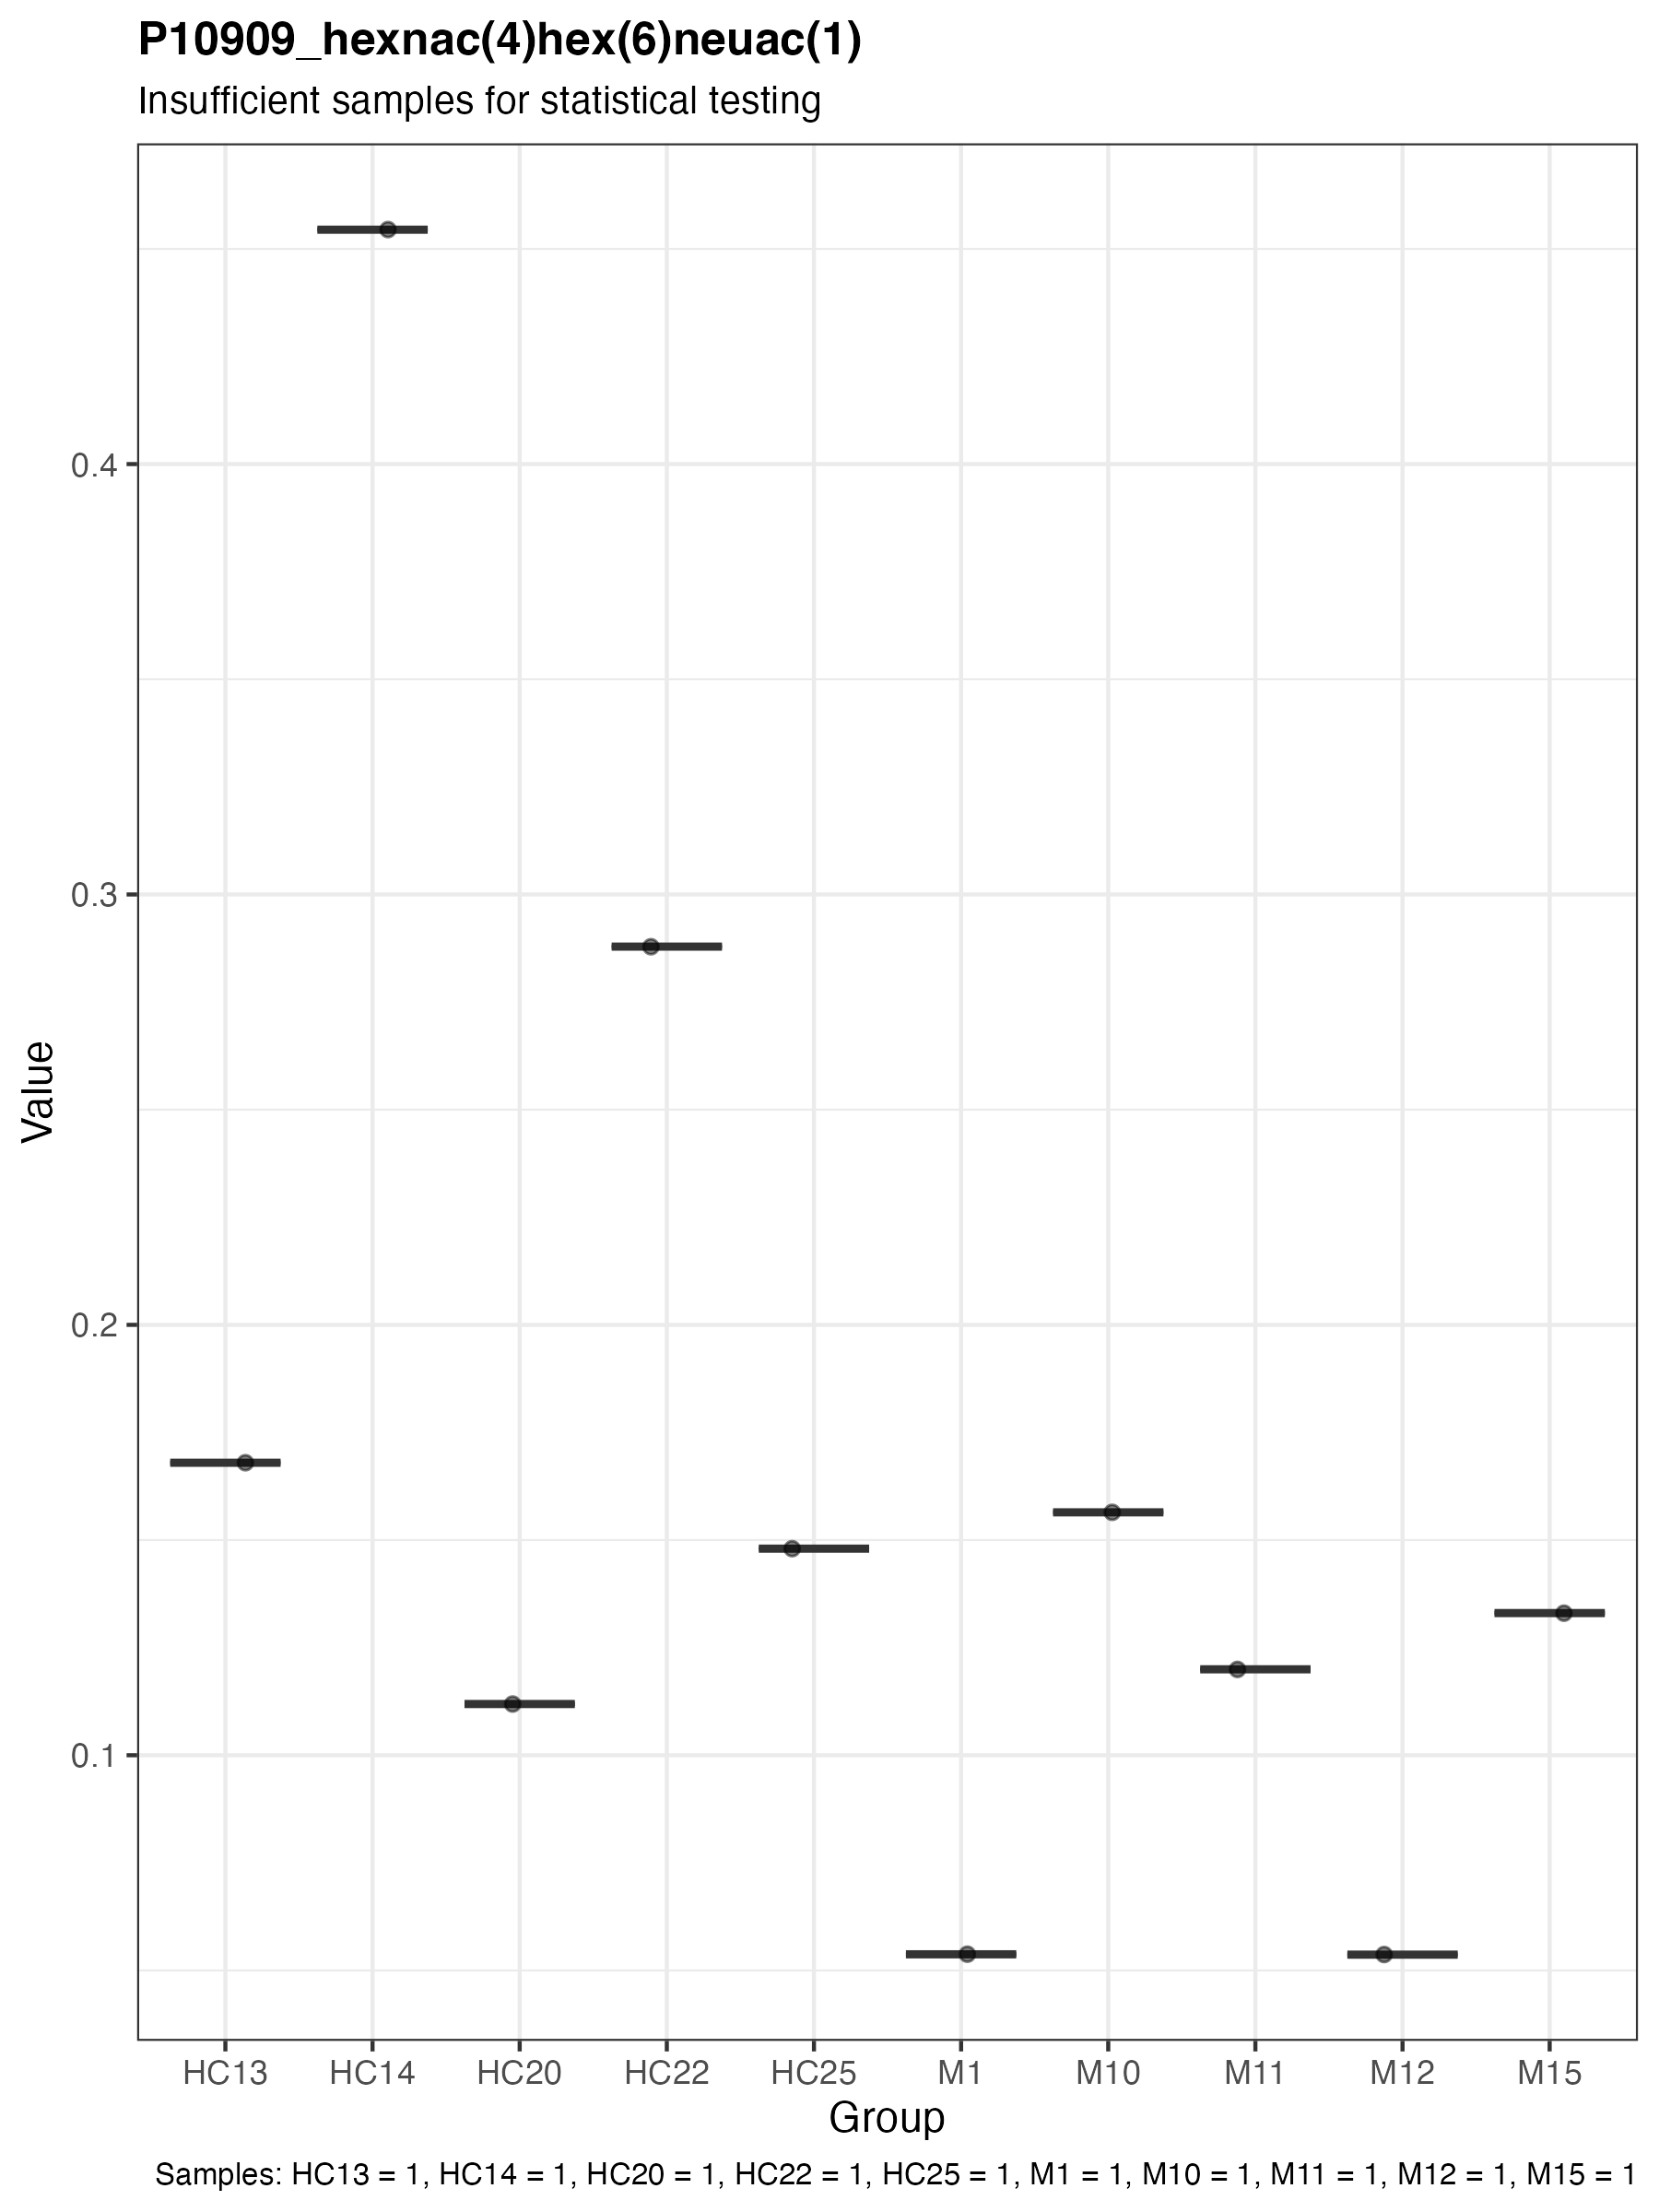 P10909_hexnac(4)hex(6)neuac(1)
Insufficient samples for statistical testing
0.4
0.3
0.2
0.1
Value
HC13 HC14 HC20 HC22 HC25 M1 M10 M11 M12 M15
Group
Samples: HC13 = 1, HC14 = 1, HC20 = 1, HC22 = 1, HC25 = 1, M1 = 1, M10 = 1, M11 = 1, M12 = 1, M15 = 1